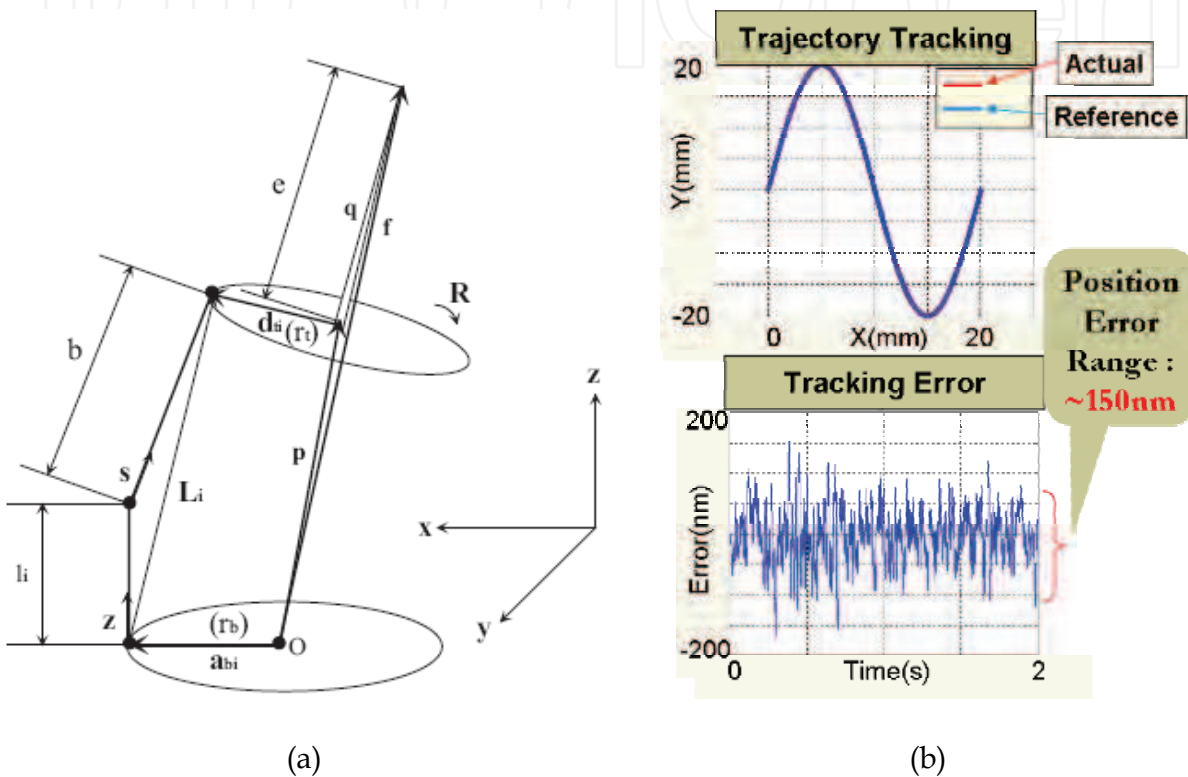 e
q
f
R
dti
(rt)
b
z
p
s
Li
x
li
y
z
(rb)
O
abi
(a)
Trajectory Tracking
20
Actual
Reference
Y(mm)
-20
0
X(mm)
20
Position
Error
Range :
~150nm
Tracking Error
200
Error(nm)
-200
0
Time(s)
2
(b)